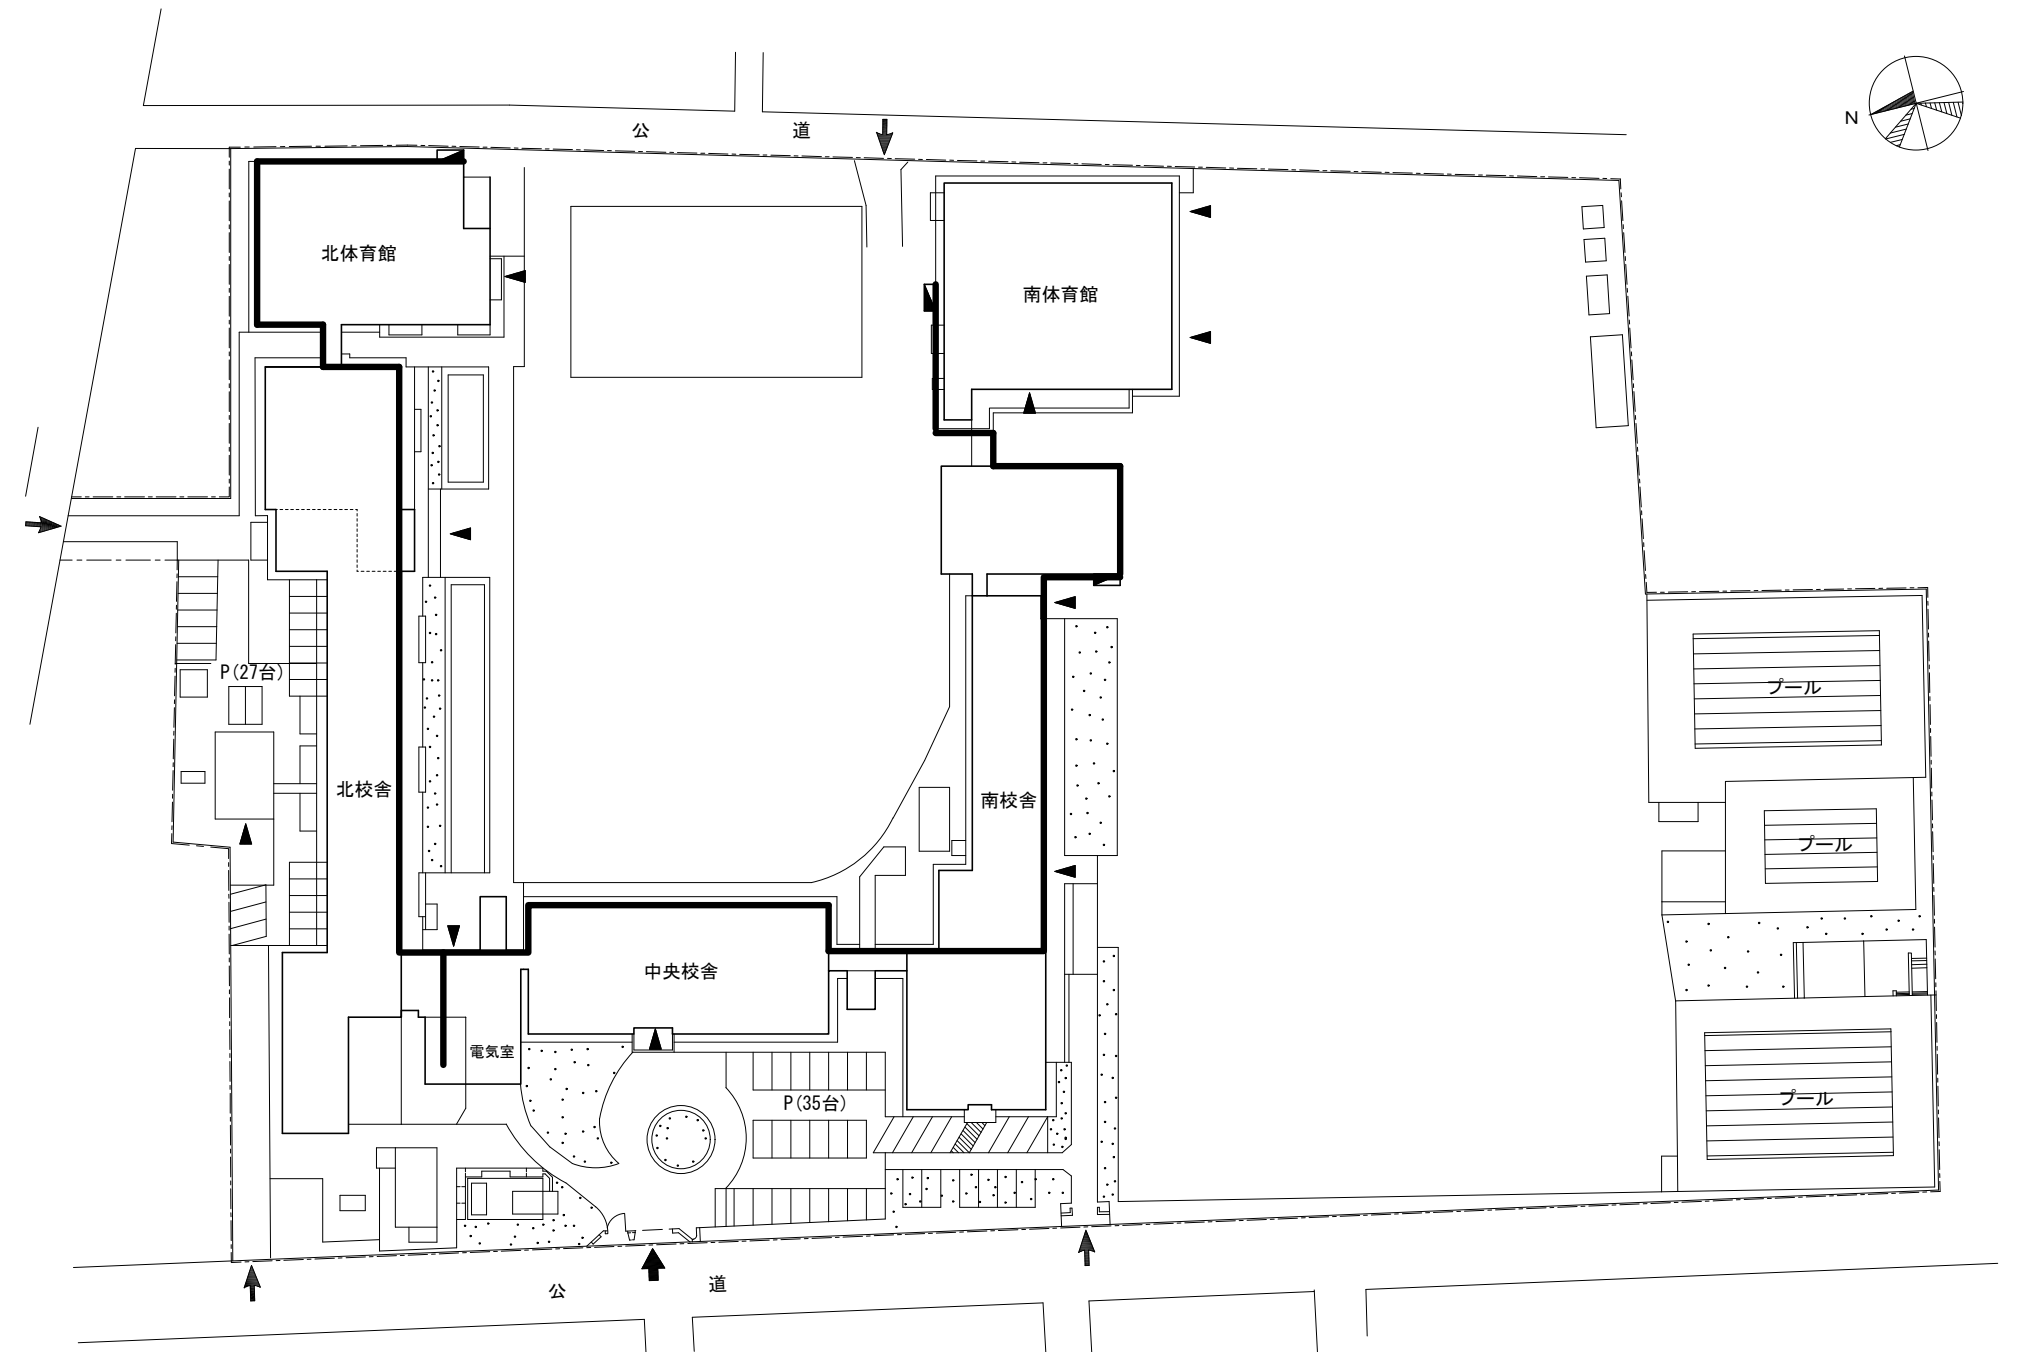 公　道
N
北体育館
南体育館
P(27台)
プール
北校舎
南校舎
プール
中央校舎
電気室
P(35台)
プール
公　道